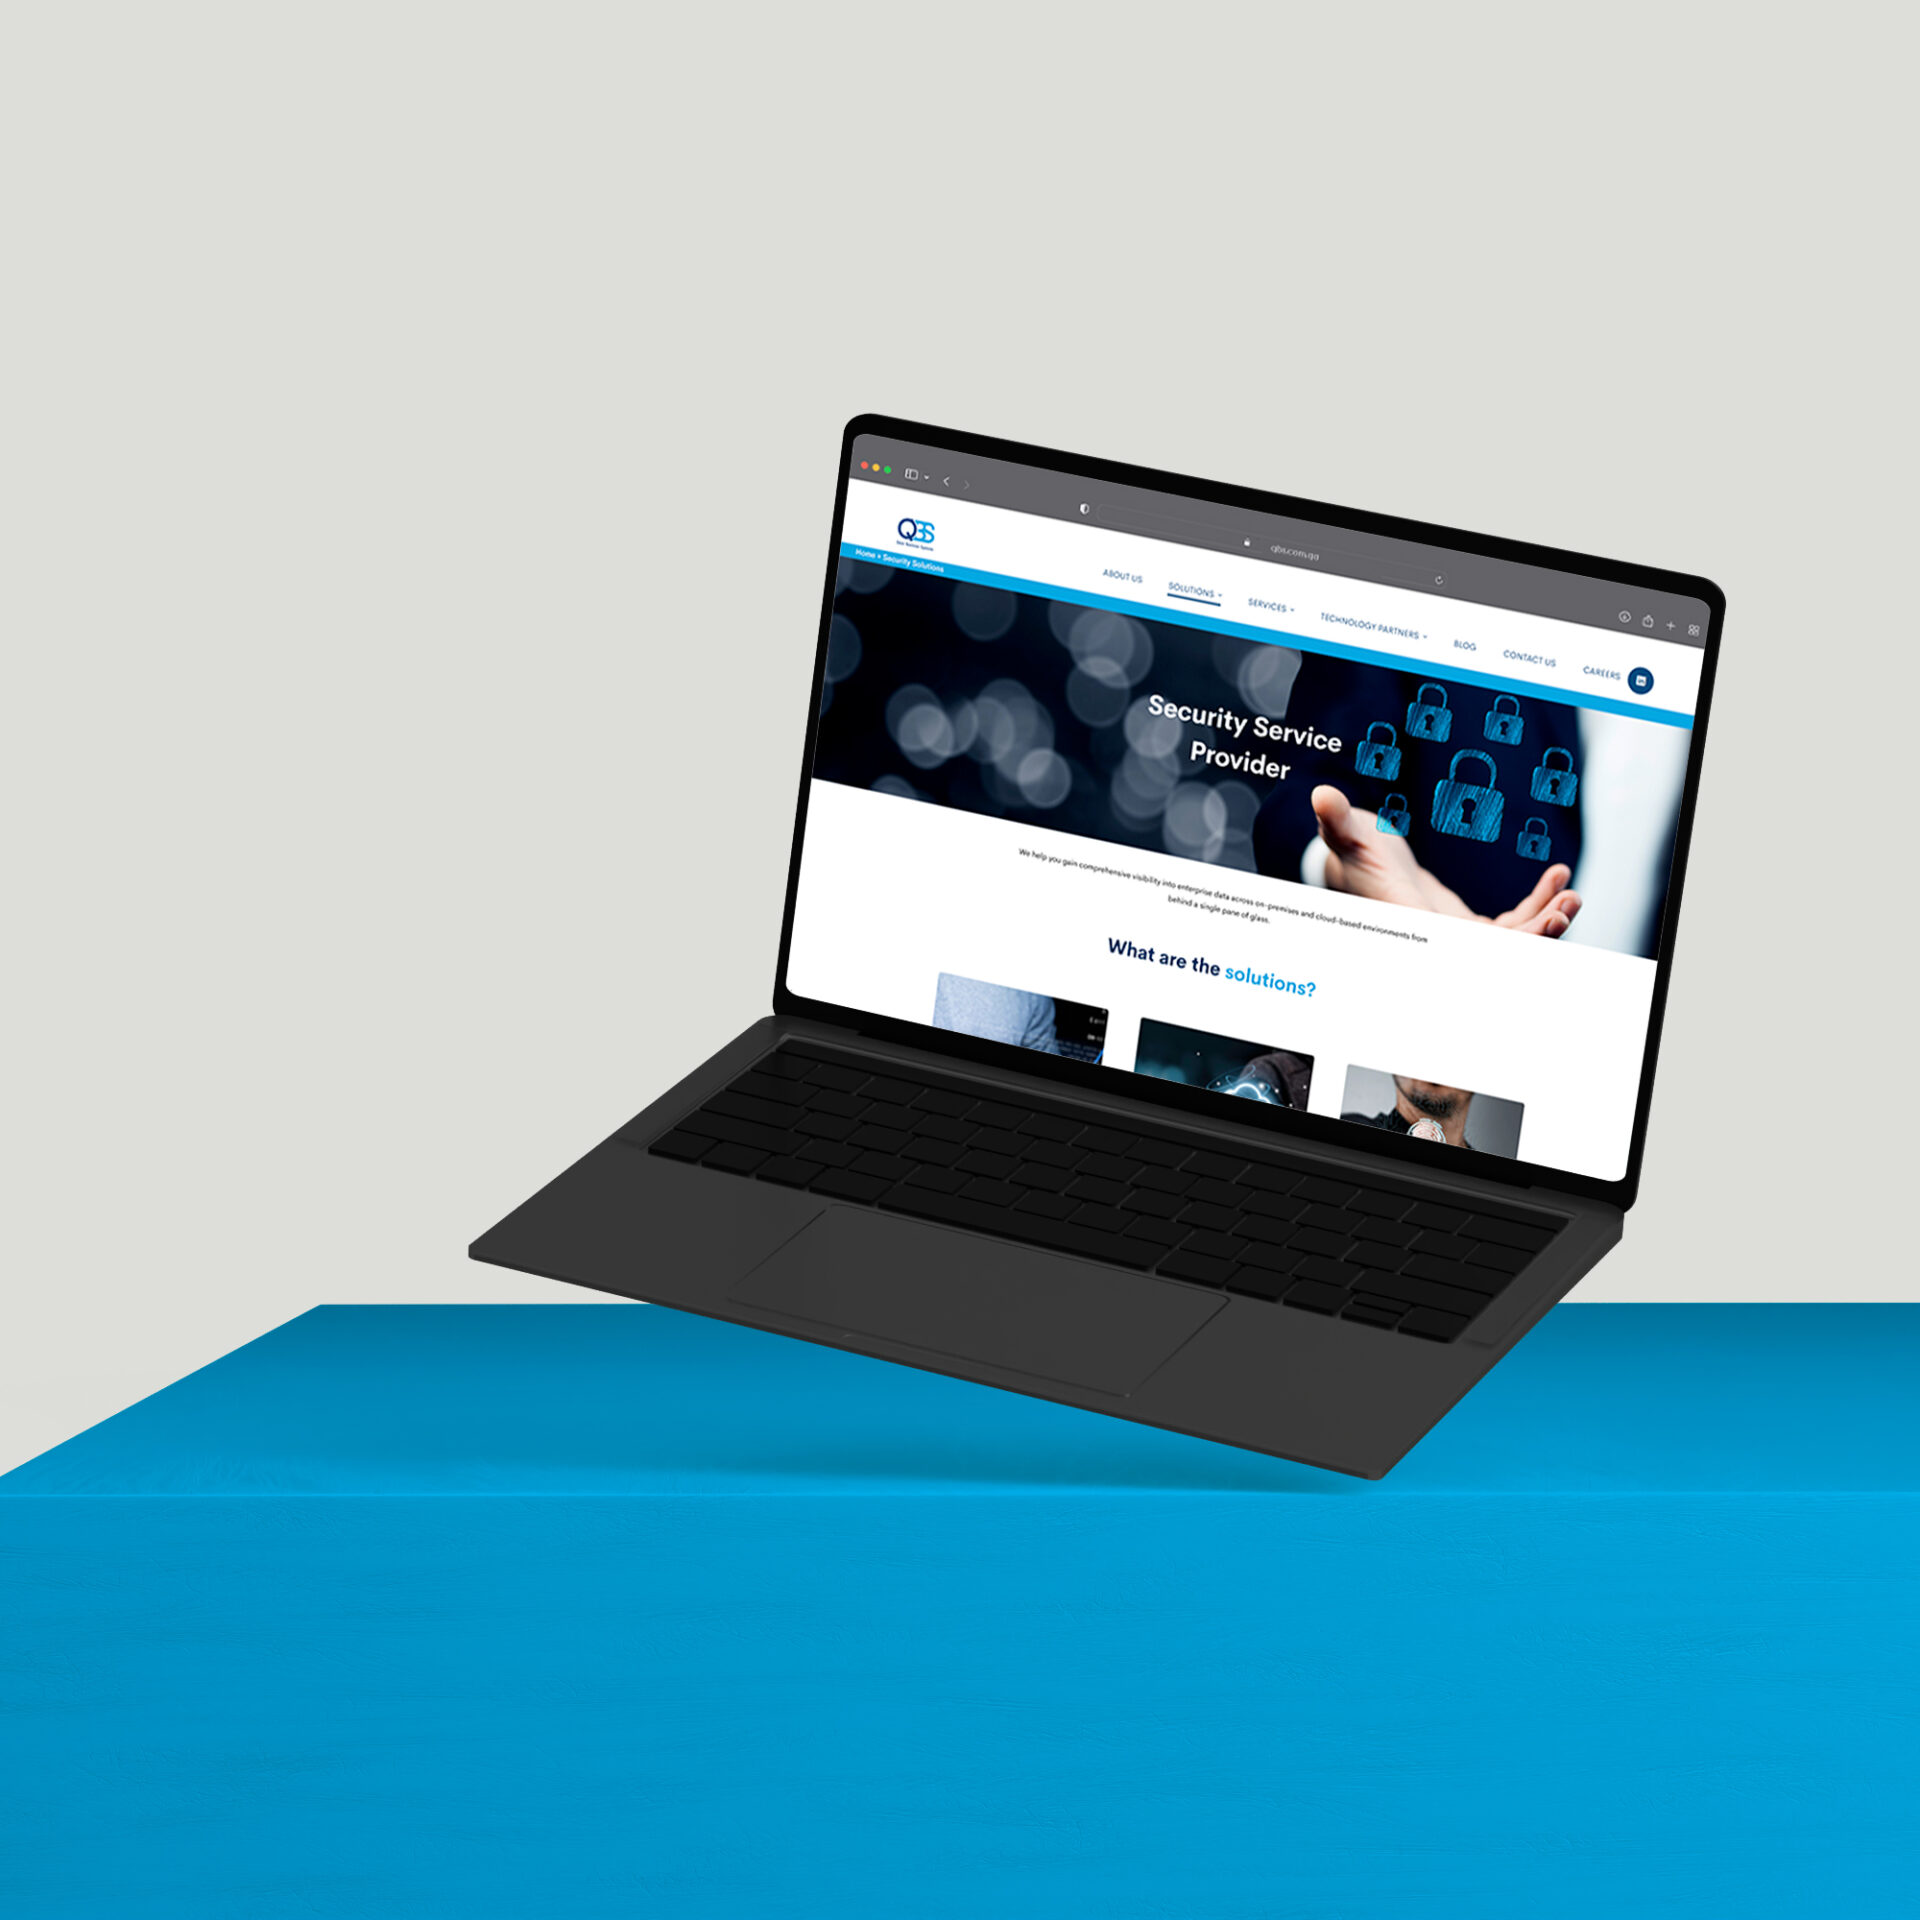 qbs.com.qa
QBS
ABOUT US
SOLUTIONS
SERVICES
TECHNOLOGY PARTNERS
BLOG
CONTACT US
CAREERS
Home » Security Solutions
Security Service
Provider
We help you gain comprehensive visibility into enterprise data across on-premises and cloud-based environments from
behind a single pane of glass.
What are the solutions?